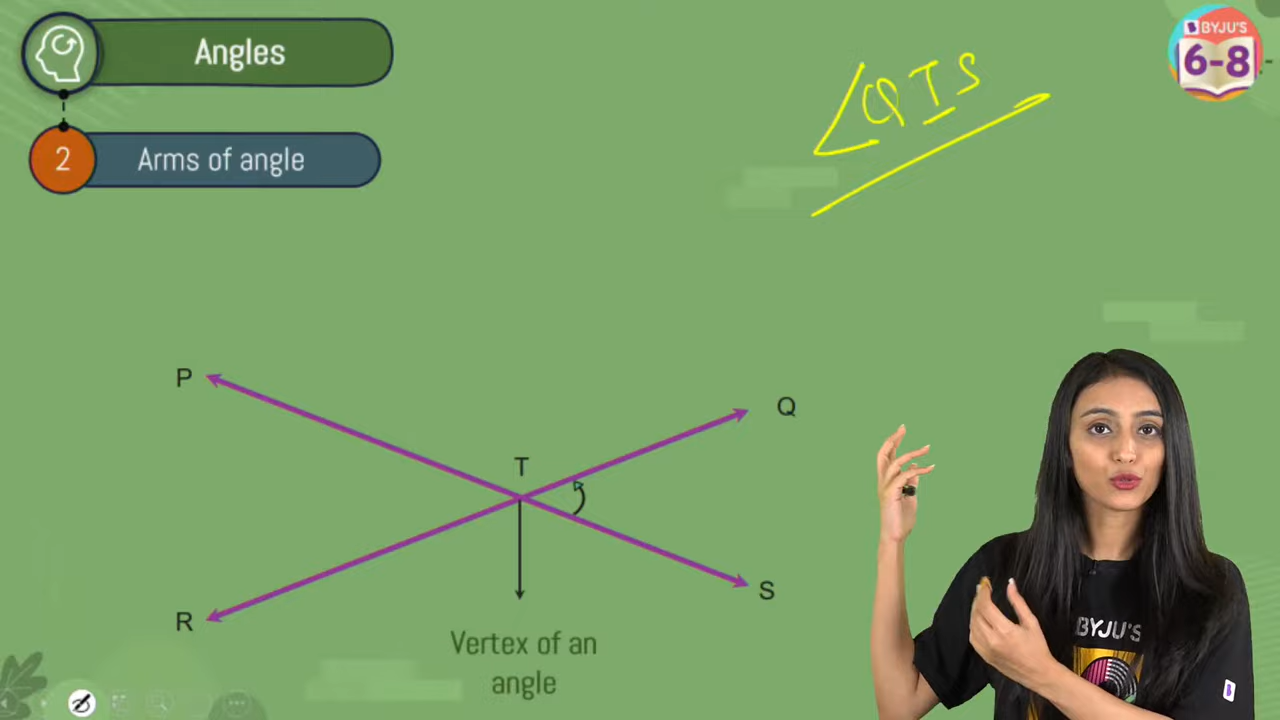 Angles
2
Arms of angle
∠QTS
BYJU'S
6-8
P
Q
T
R
S
Vertex of an
angle
BYJU'S